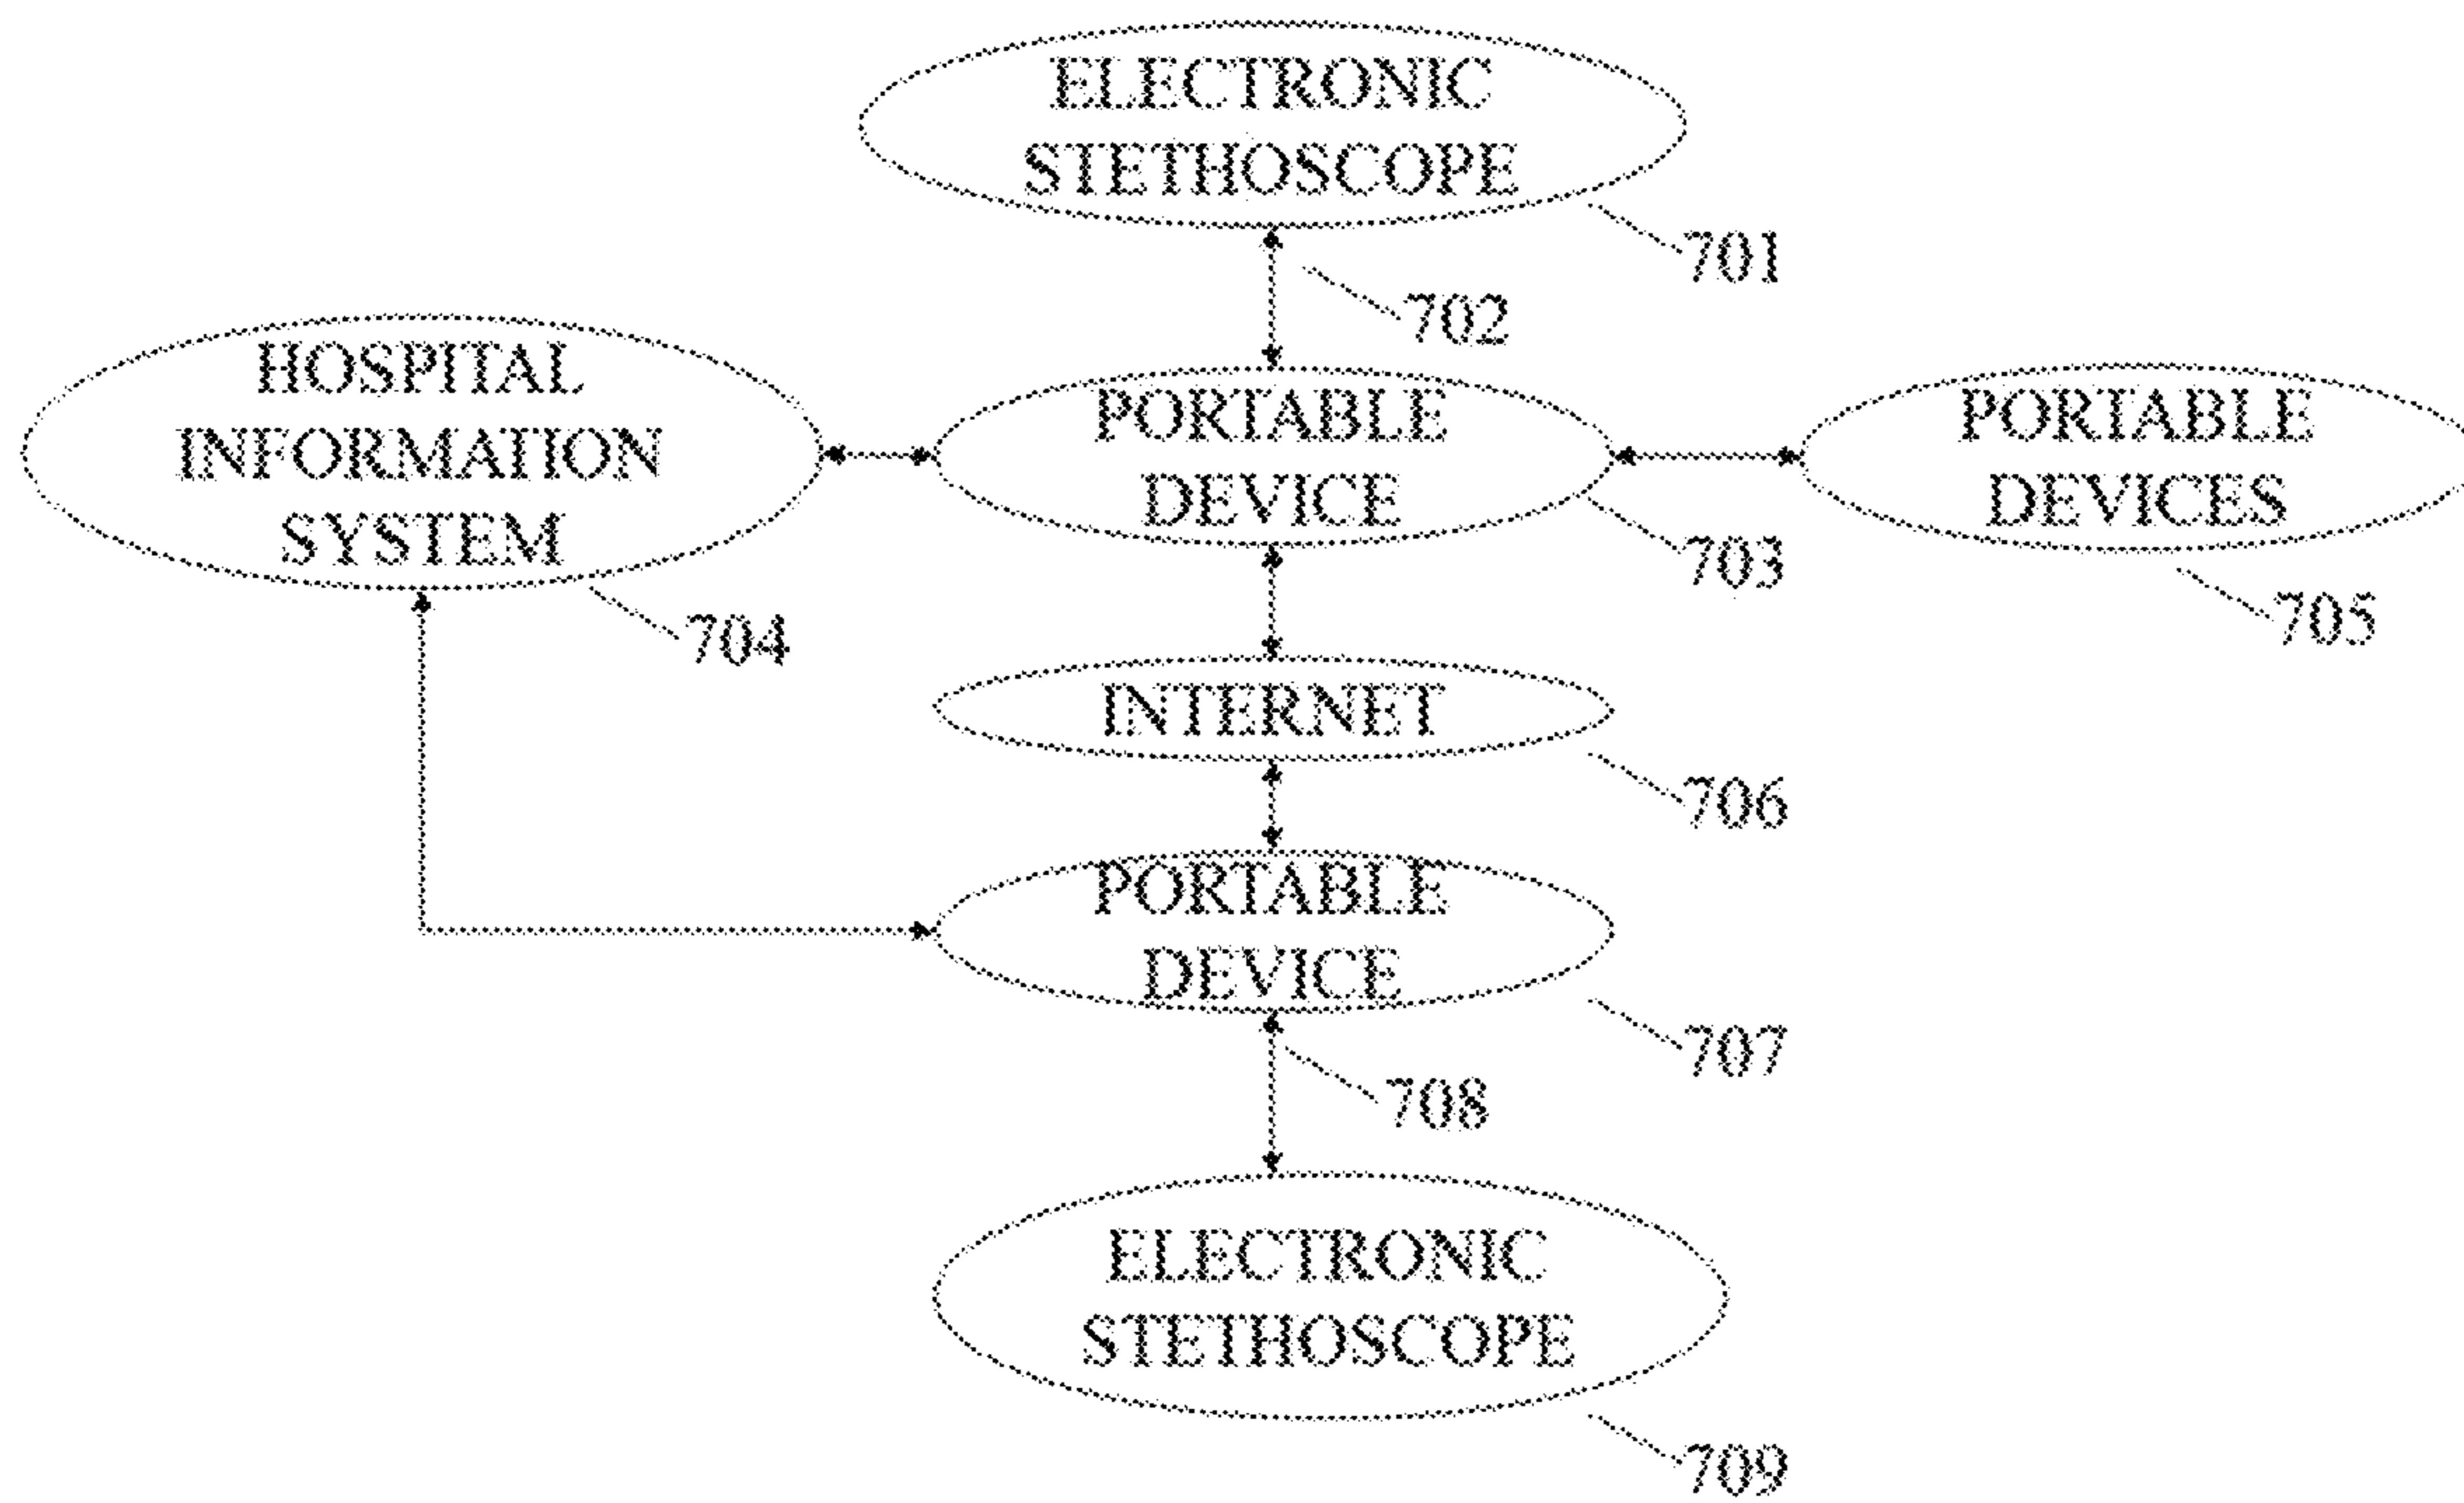 ELECTRONIC
STETHOSCOPE
701
702
HOSPITAL
INFORMATION
SYSTEM
704
PORTABLE
DEVICE
703
PORTABLE
DEVICES
705
INTERNET
706
PORTABLE
DEVICE
707
708
ELECTRONIC
STETHOSCOPE
709